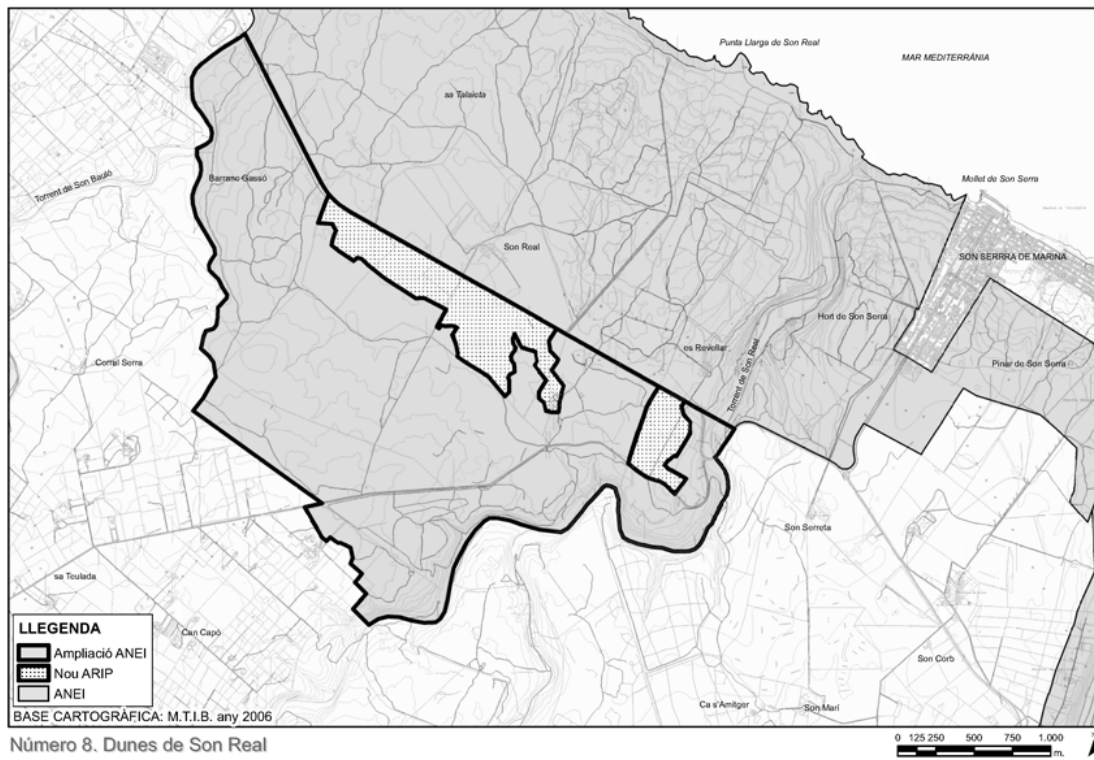 Punta Llarga de Son Real
MAR MEDITERRÀNIA
sa Talaieta
Torrent de Son Bauló
Barranc Gassó
Mollet de Son Serra
Son Real
SON SERRRA DE MARINA
Hort de Son Serra
Corral Serra
es Revellar
Torrent de Son Real
Pinar de Son Serra
Son Serreta
sa Teulada
Can Capó
Son Corb
Ca s'Amitger
Son Marí
LLEGENDA
Ampliació ANEI
Nou ARIP
ANEI
BASE CARTOGRÀFICA: M.T.I.B. any 2006
Número 8. Dunes de Son Real
0 125 250 500 750 1.000
m.